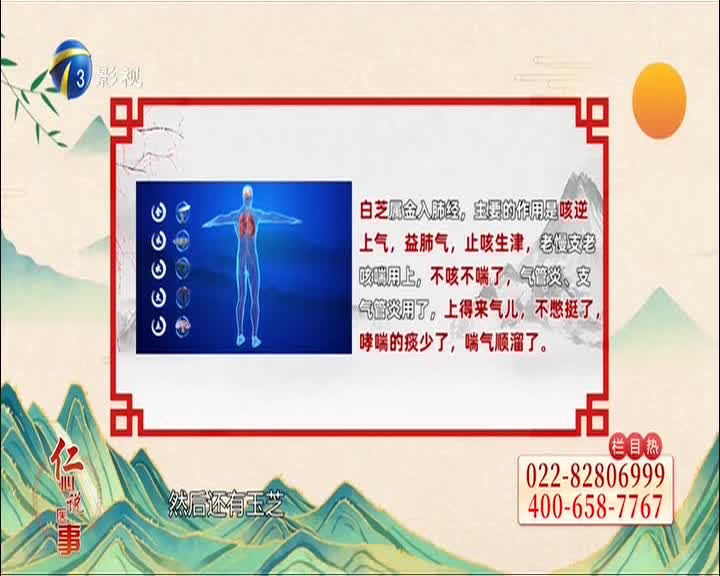 3 影视
白芝属金入肺经，主要的作用是咳逆
上气，益肺气，止咳生津，老慢支老
咳喘用上，不咳不喘了，气管炎、支
气管炎用了，上得来气儿，不憋挺了，
哮喘的痰少了，喘气顺溜了。
栏目热
022-82806999
400-658-7767
仁心说医事
然后还有玉芝